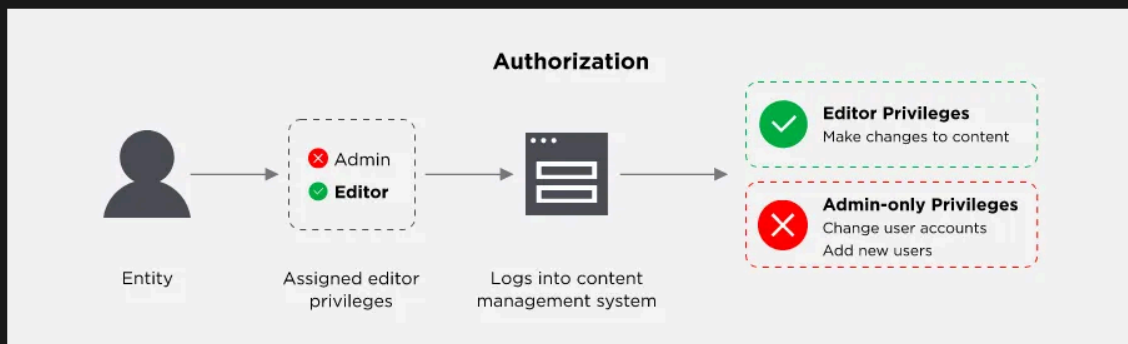 Authorization
Admin
Editor
Entity
Assigned editor
privileges
Logs into content
management system
Editor Privileges
Make changes to content
Admin-only Privileges
Change user accounts
Add new users